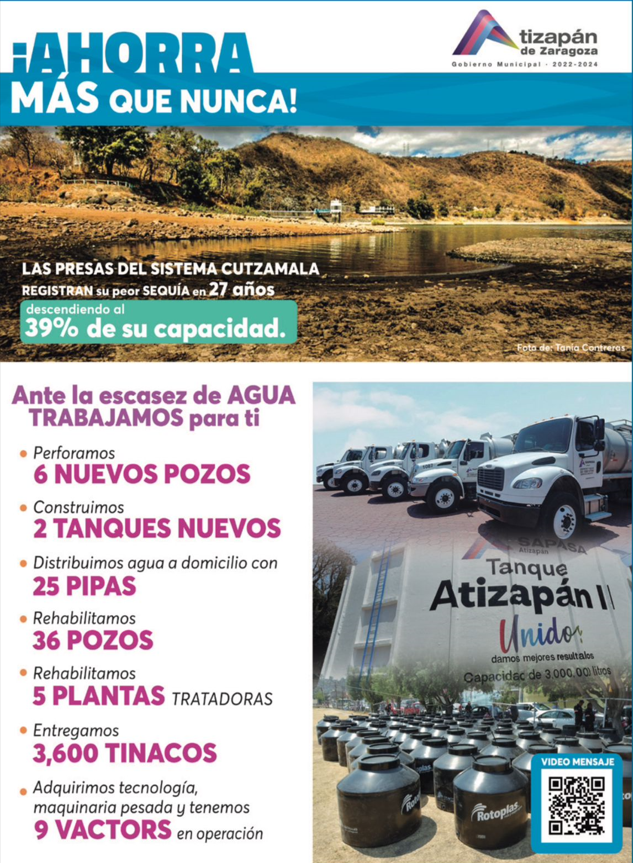 ¡AHORRA
MÁS QUE NUNCA!
Atizapán
de Zaragoza
Gobierno Municipal - 2022-2024
LAS PRESAS DEL SISTEMA CUTZAMALA
REGISTRAN su peor SEQUÍA en 27 años
descendiendo al
39% de su capacidad.
Foto de: Tania Contreras
Ante la escasez de AGUA
TRABAJAMOS para ti
• Perforamos
6 NUEVOS POZOS
• Construimos
2 TANQUES NUEVOS
• Distribuimos agua a domicilio con
25 PIPAS
• Rehabilitamos
36 POZOS
• Rehabilitamos
5 PLANTAS TRATADORAS
• Entregamos
3,600 TINACOS
• Adquirimos tecnología,
maquinaria pesada y tenemos
9 VACTORS en operación
SAPASA
Atizapán
Tanque
Atizapán II
Unidos
damos mejores resultados
Capacidad de 3,000,00 litros
Rotoplas
Rotoplas
VIDEO MENSAJE